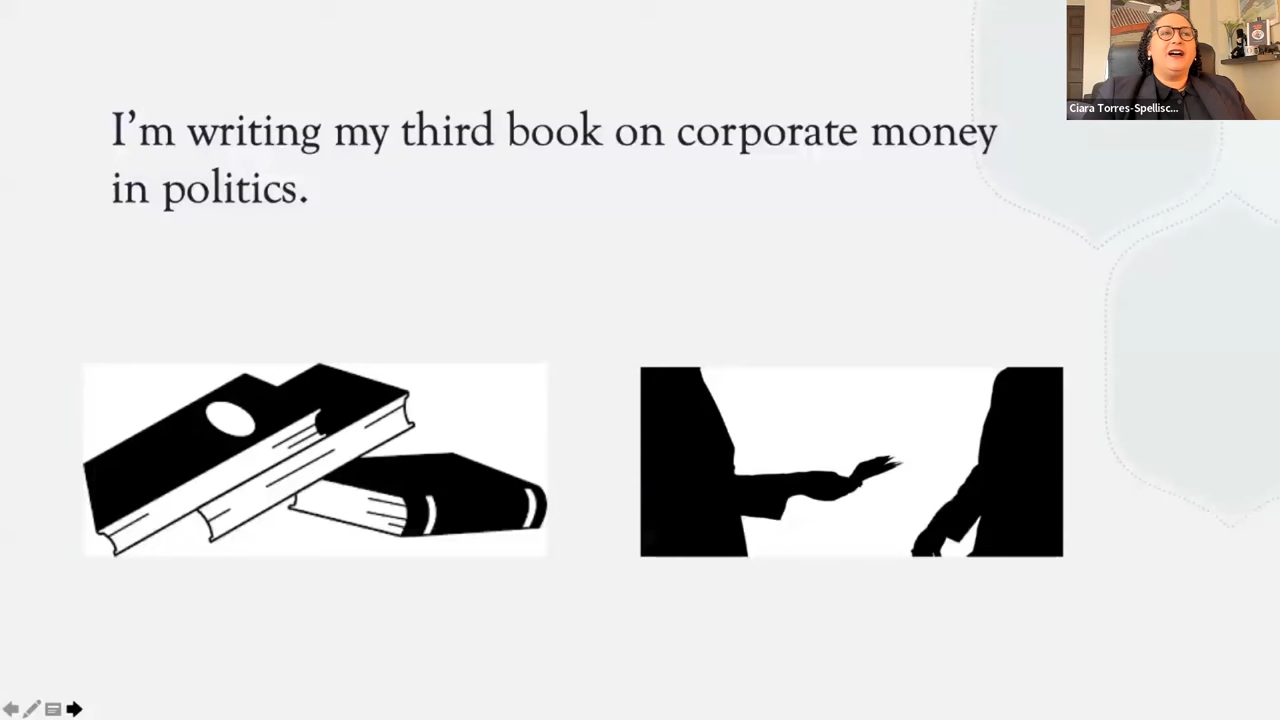 I’m writing my third book on corporate money
in politics.
Ciara Torres-Spellisc...